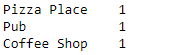 Pizza Place    1
Pub            1
Coffee Shop    1